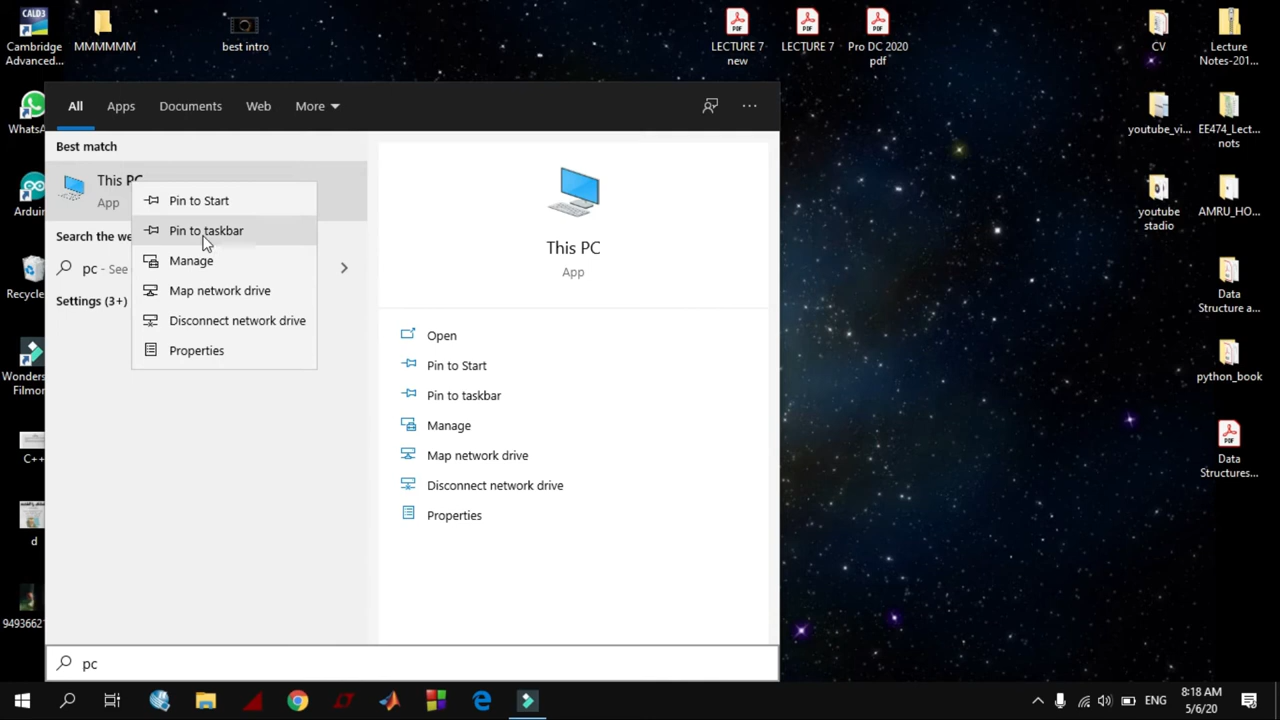 Cambridge
Advanced...
MMMMMM
best intro
LECTURE 7
new
LECTURE 7
Pro DC 2020
pdf
CV
Lecture
Notes-201...
WhatsA
Arduin
Recycle
Wonders
Filmor
C++
d
9493662
youtube_vi...
EE474_Lect...
nots
youtube
stadio
AMRU_HO...
Data
Structure a...
python_book
Data
Structures...
All
Apps
Documents
Web
More
Best match
This PC
App
Search the we
pc - See
Settings (3+)
Pin to Start
Pin to taskbar
Manage
Map network drive
Disconnect network drive
Properties
This PC
App
Open
Pin to Start
Pin to taskbar
Manage
Map network drive
Disconnect network drive
Properties
pc
ENG
8:18 AM
5/6/20